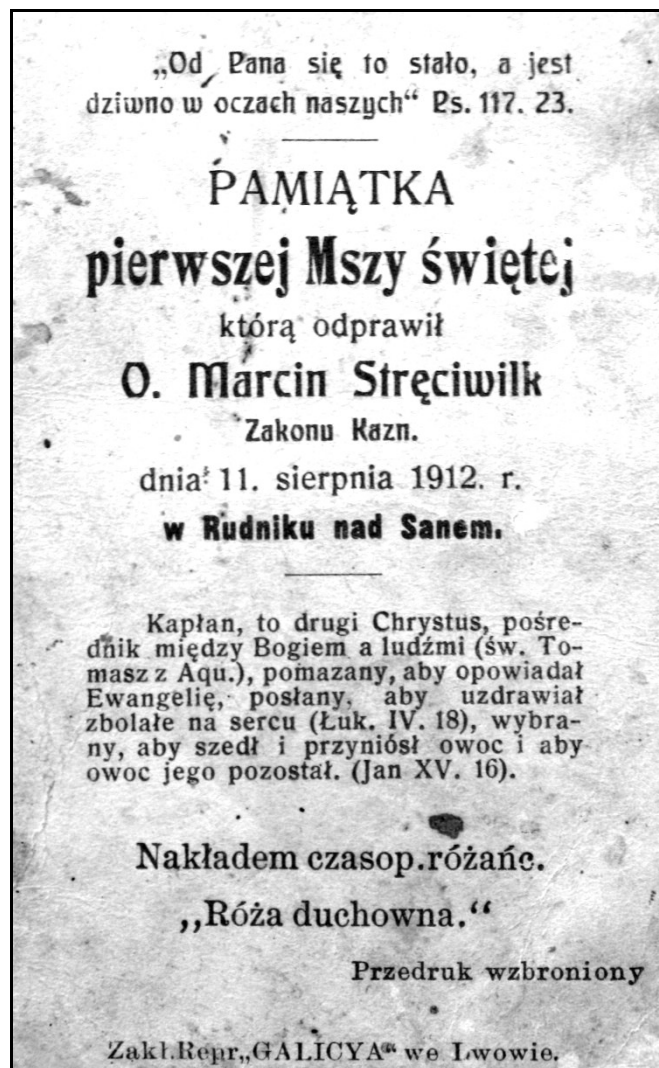 „Od Pana się to stało, a jest
dziwno w oczach naszych“ Ps. 117. 23.
PAMIĄTKA
pierwszej Mszy świętej
którą odprawił
O. Marcin Stręciwilk
Zakonu Kazn.
dnia 11. sierpnia 1912. r.
w Rudniku nad Sanem.
Kapłan, to drugi Chrystus, pośre-
dnik między Bogiem a ludźmi (św. To-
masz z Aqu.), pomazany, aby opowiadał
Ewangelię, posłany, aby uzdrawiał
zbolałe na sercu (Łuk. IV. 18), wybra-
ny, aby szedł i przyniósł owoc i aby
owoc jego pozostał. (Jan XV. 16).
Nakładem czasop.różańc.
„Róża duchowna.“
Przedruk wzbroniony
Zakł.Repr„GALICYA“ we Lwowie.